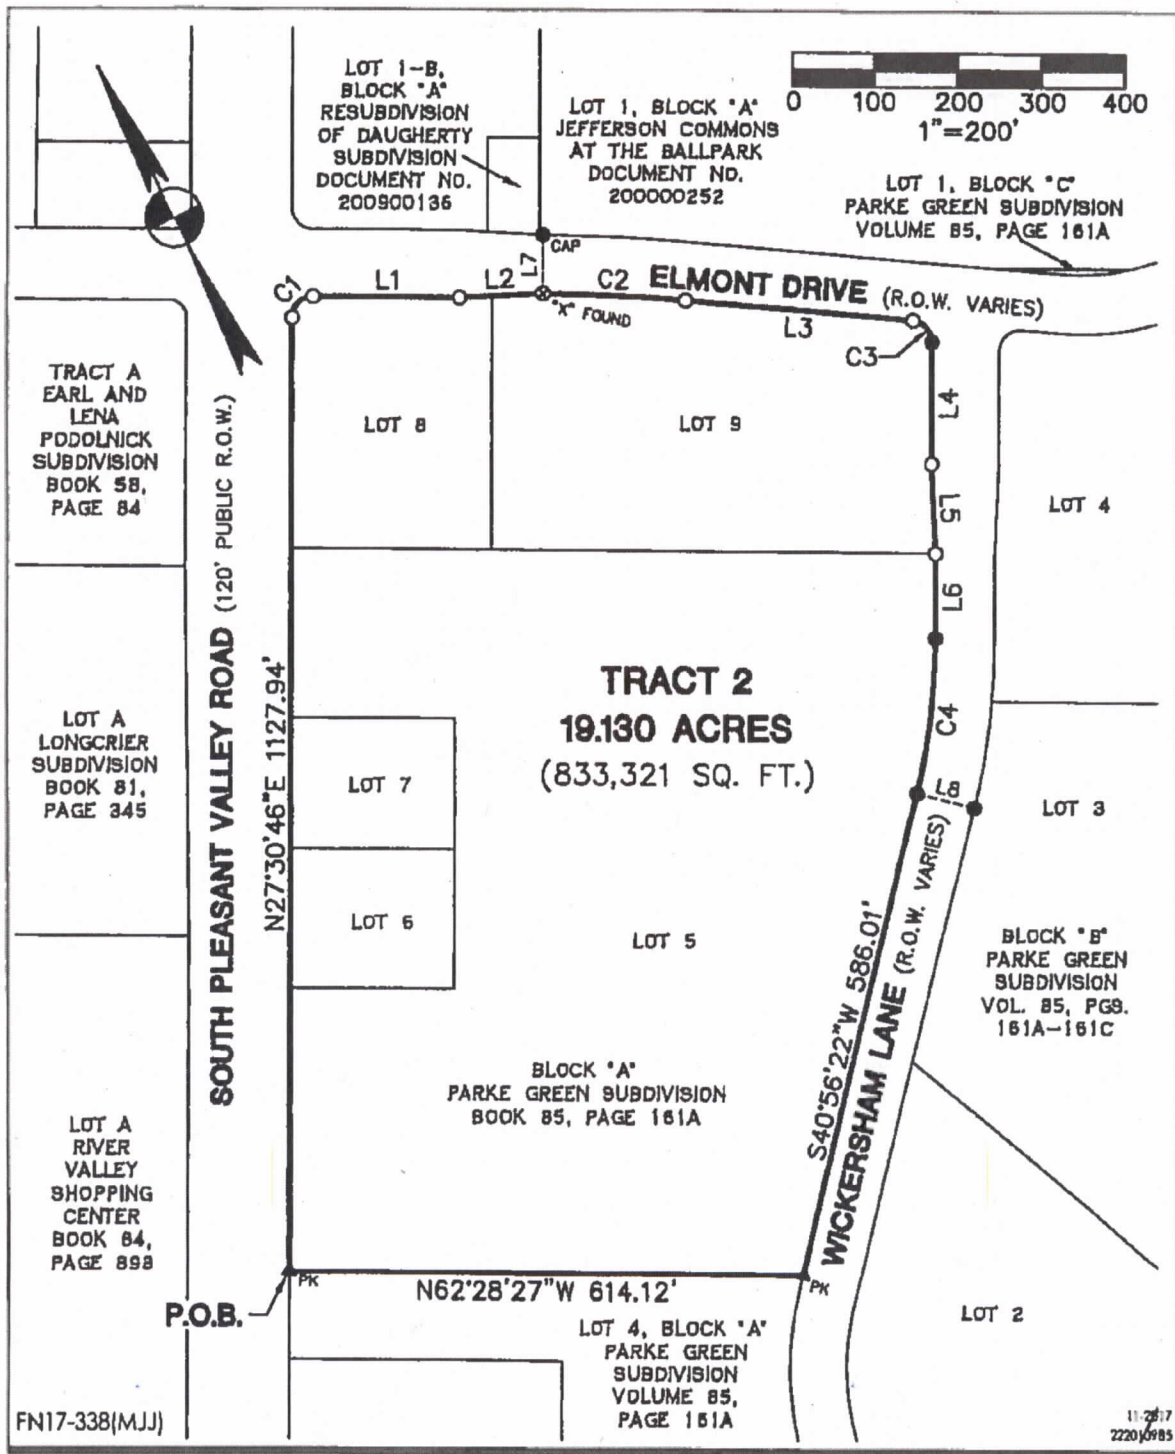 LOT 1-B,
BLOCK "A"
RESUBDIVISION
OF DAUGHERTY
SUBDIVISION
DOCUMENT NO.
200900136
LOT 1, BLOCK "A"
JEFFERSON COMMONS
AT THE BALLPARK
DOCUMENT NO.
200000252
0 100 200 300 400
1"=200'
LOT 1, BLOCK "C"
PARKE GREEN SUBDIVISION
VOLUME 85, PAGE 161A
CAP
L7
C1
L1
L2
C2
"X" FOUND
ELMONT DRIVE (R.O.W. VARIES)
L3
C3
L4
L5
L6
C4
L8
TRACT A
EARL AND
LENA
PODOLNICK
SUBDIVISION
BOOK 58,
PAGE 84
LOT 8
LOT 9
LOT 4
SOUTH PLEASANT VALLEY ROAD (120' PUBLIC R.O.W.)
N27°30'46"E 1127.94'
TRACT 2
19.130 ACRES
(833,321 SQ. FT.)
LOT A
LONGCRIER
SUBDIVISION
BOOK 81,
PAGE 345
LOT 7
LOT 3
LOT 6
LOT 5
S40°56'22"W 586.01'
WICKERSHAM LANE (R.O.W. VARIES)
BLOCK "B"
PARKE GREEN
SUBDIVISION
VOL. 85, PGS.
161A-161C
BLOCK "A"
PARKE GREEN SUBDIVISION
BOOK 85, PAGE 161A
LOT A
RIVER
VALLEY
SHOPPING
CENTER
BOOK 84,
PAGE 898
PK
P.O.B.
N62°28'27"W 614.12'
PK
LOT 2
LOT 4, BLOCK "A"
PARKE GREEN
SUBDIVISION
VOLUME 85,
PAGE 161A
FN17-338(MJJ)